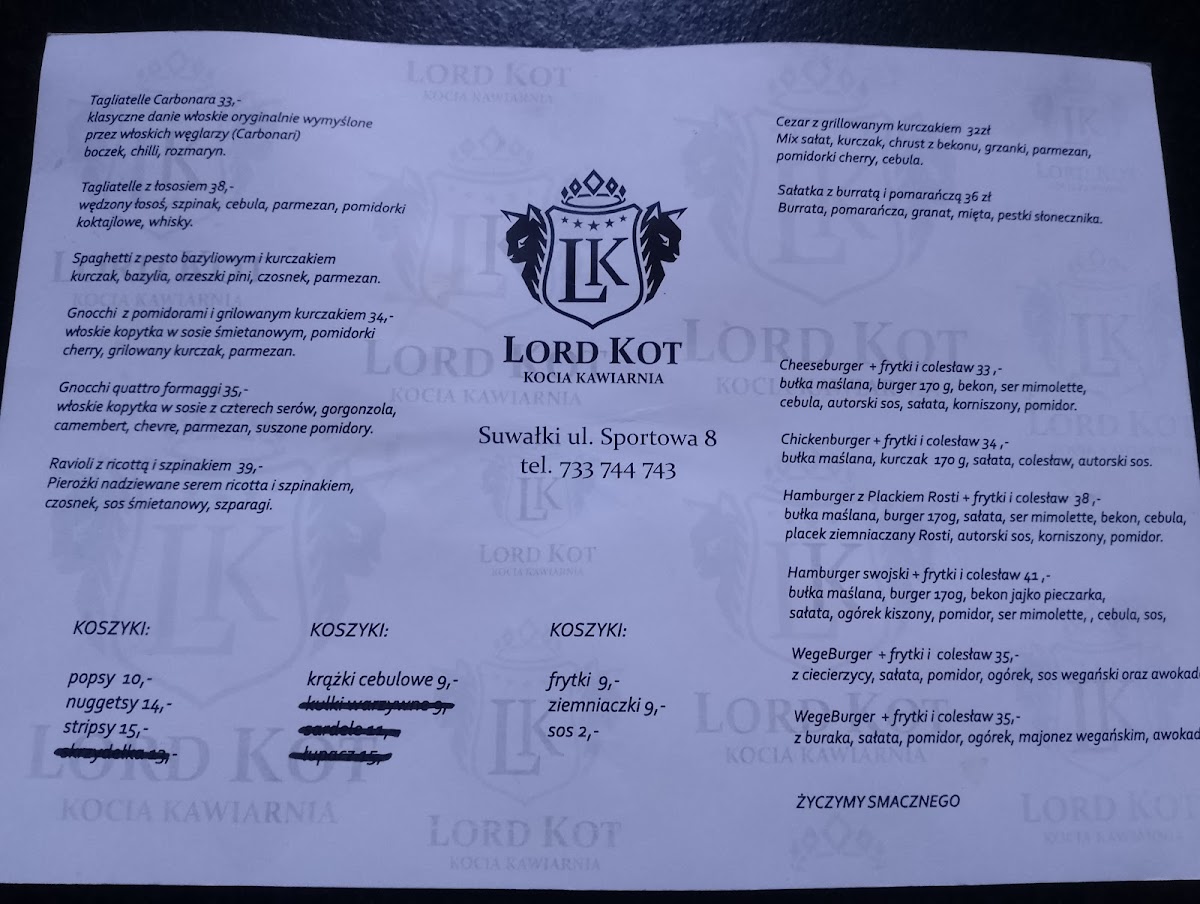 Tagliatelle Carbonara 33,-
klasyczne danie włoskie oryginalnie wymyślone
przez włoskich węglarzy (Carbonari)
boczek, chilli, rozmaryn.
Tagliatelle z łososiem 38,-
wędzony łosoś, szpinak, cebula, parmezan, pomidorki
koktajlowe, whisky.
Spaghetti z pesto bazyliowym i kurczakiem
kurczak, bazylia, orzeszki pini, czosnek, parmezan.
Gnocchi z pomidorami i grilowanym kurczakiem 34,-
włoskie kopytka w sosie śmietanowym, pomidorki
cherry, grilowany kurczak, parmezan.
Gnocchi quattro formaggi 35,-
włoskie kopytka w sosie z czterech serów, gorgonzola,
camembert, chevre, parmezan, suszone pomidory.
Ravioli z ricottą i szpinakiem 39,-
Pierożki nadziewane serem ricotta i szpinakiem,
czosnek, sos śmietanowy, szparagi.
KOSZYKI:
popsy 10,-
nuggetsy 14,-
stripsy 15,-
skrzydełka 13,-
KOSZYKI:
krążki cebulowe 9,-
kulki warzywne 9,-
sardele 11,-
KOSZYKI:
frytki 9,-
ziemniaczki 9,-
sos 2,-
LK
LORD KOT
KOCIA KAWIARNIA
Suwałki ul. Sportowa 8
tel. 733 744 743
Cezar z grillowanym kurczakiem 32zł
Mix sałat, kurczak, chrust z bekonu, grzanki, parmezan,
pomidorki cherry, cebula.
Sałatka z burratą i pomarańczą 36 zł
Burrata, pomarańcza, granat, mięta, pestki słonecznika.
Cheeseburger + frytki i colesław 33 ,-
bułka maślana, burger 170 g, bekon, ser mimolette,
cebula, autorski sos, sałata, korniszony, pomidor.
Chickenburger + frytki i colesław 34 ,-
bułka maślana, kurczak 170 g, sałata, colesław, autorski sos.
Hamburger z Plackiem Rosti + frytki i colesław 38 ,-
bułka maślana, burger 170g, sałata, ser mimolette, bekon, cebula,
placek ziemniaczany Rosti, autorski sos, korniszony, pomidor.
Hamburger swojski + frytki i colesław 41 ,-
bułka maślana, burger 170g, bekon jajko pieczarka,
sałata, ogórek kiszony, pomidor, ser mimolette, , cebula, sos,
WegeBurger + frytki i colesław 35,-
z ciecierzycy, sałata, pomidor, ogórek, sos wegański oraz awokad
WegeBurger + frytki i colesław 35,-
z buraka, sałata, pomidor, ogórek, majonez wegańskim, awokad
ŻYCZYMY SMACZNEGO